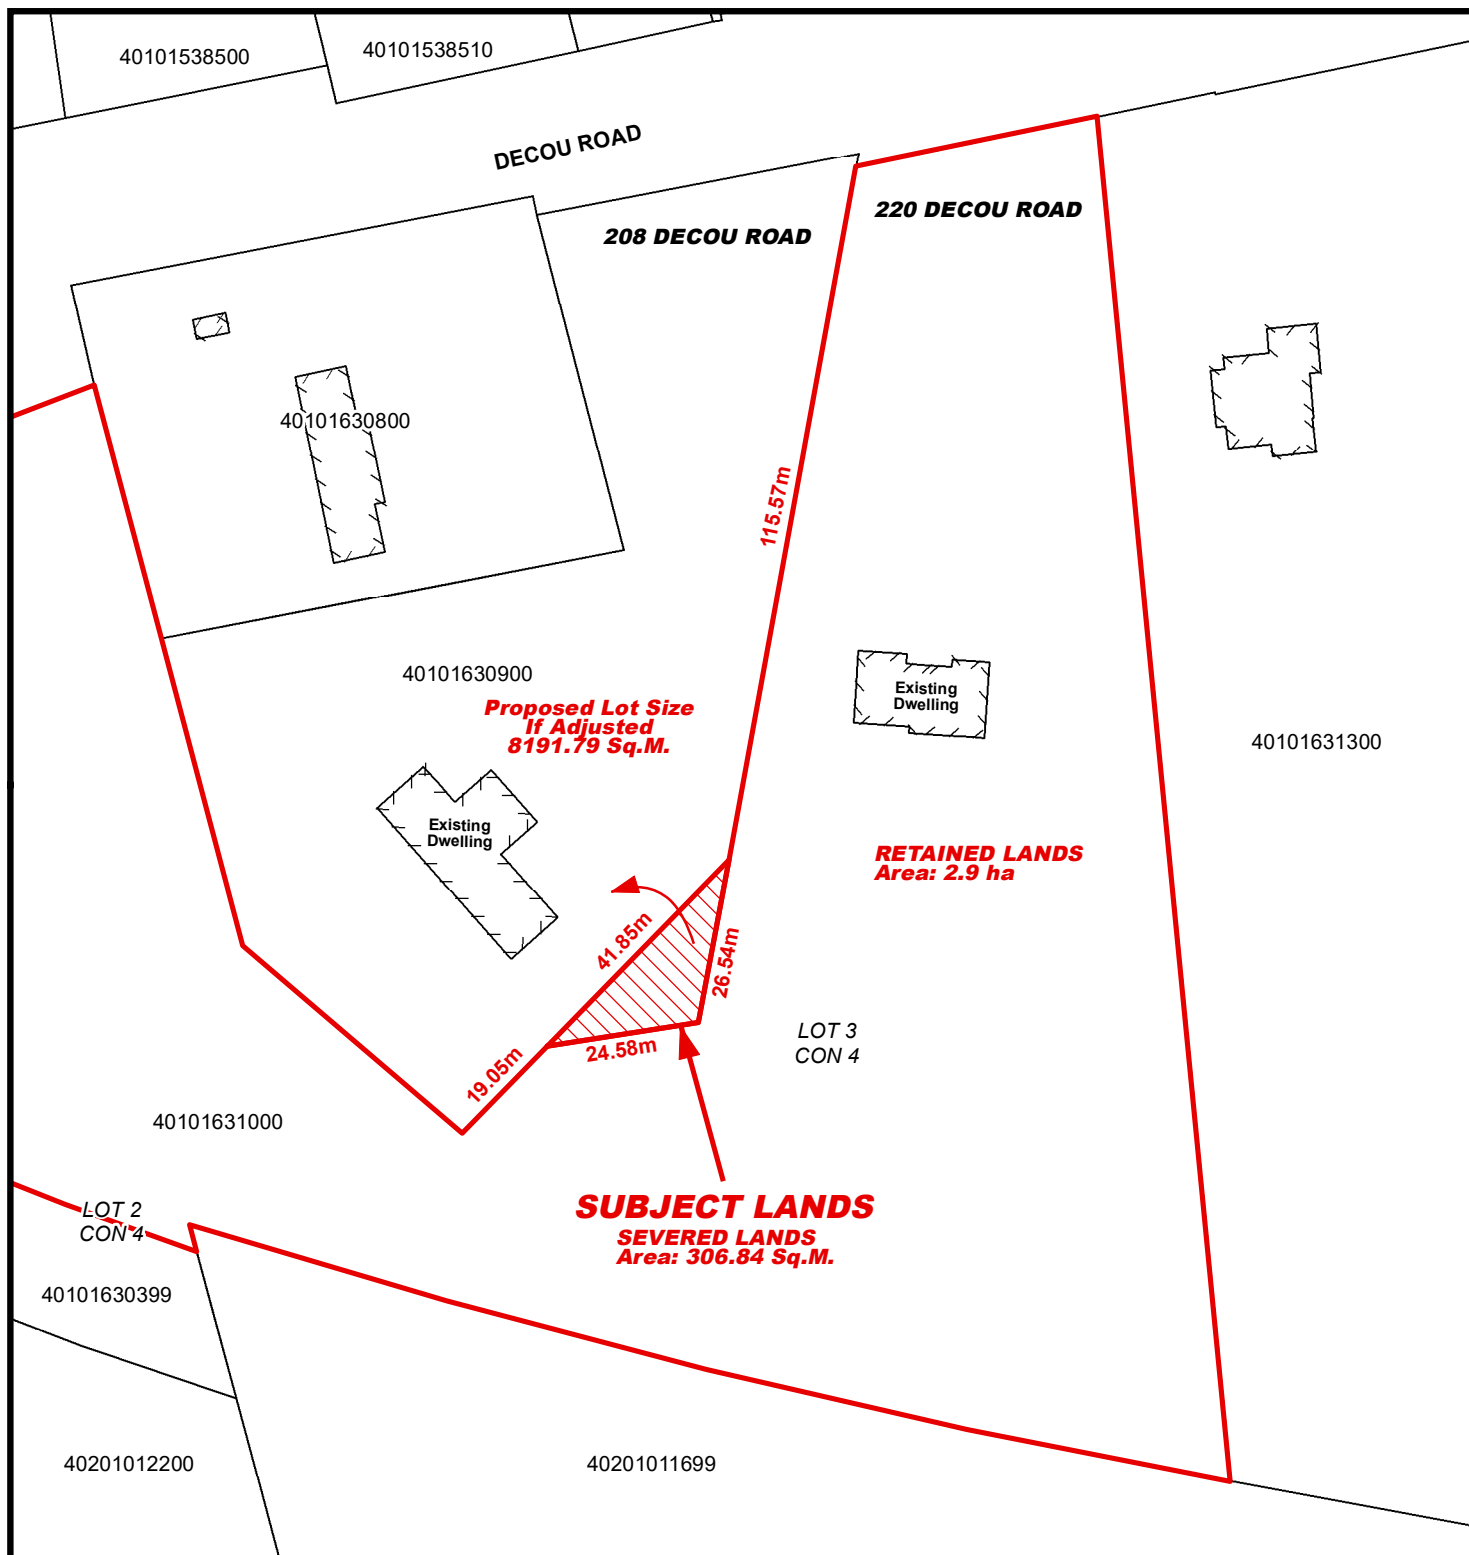 40101538500
40101538510
DECOU ROAD
208 DECOU ROAD
220 DECOU ROAD
40101630800
115.57m
40101630900
Proposed Lot Size
If Adjusted
8191.79 Sq.M.
Existing
Dwelling
40101631300
Existing
Dwelling
RETAINED LANDS
Area: 2.9 ha
41.85m
26.54m
24.58m
19.05m
LOT 3
CON 4
40101631000
SUBJECT LANDS
SEVERED LANDS
Area: 306.84 Sq.M.
LOT 2
CON 4
40101630399
40201012200
40201011699